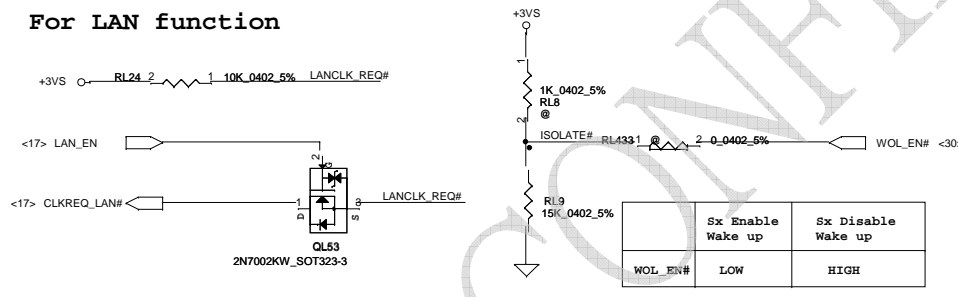 For LAN function
+3VS
RL24 2 1 10K_0402_5% LANCLK_REQ#
<17> LAN_EN
2
G
<17> CLKREQ_LAN#
1
D
3
S
LANCLK_REQ#
QL53
2N7002KW_SOT323-3
+3VS
1
1K_0402_5%
RL8
@
2
ISOLATE#
RL433 1 @ 2 0_0402_5%
WOL_EN# <30>
RL9
15K_0402_5%
Sx Enable Wake up
Sx Disable Wake up
WOL_EN# LOW HIGH
CONFI